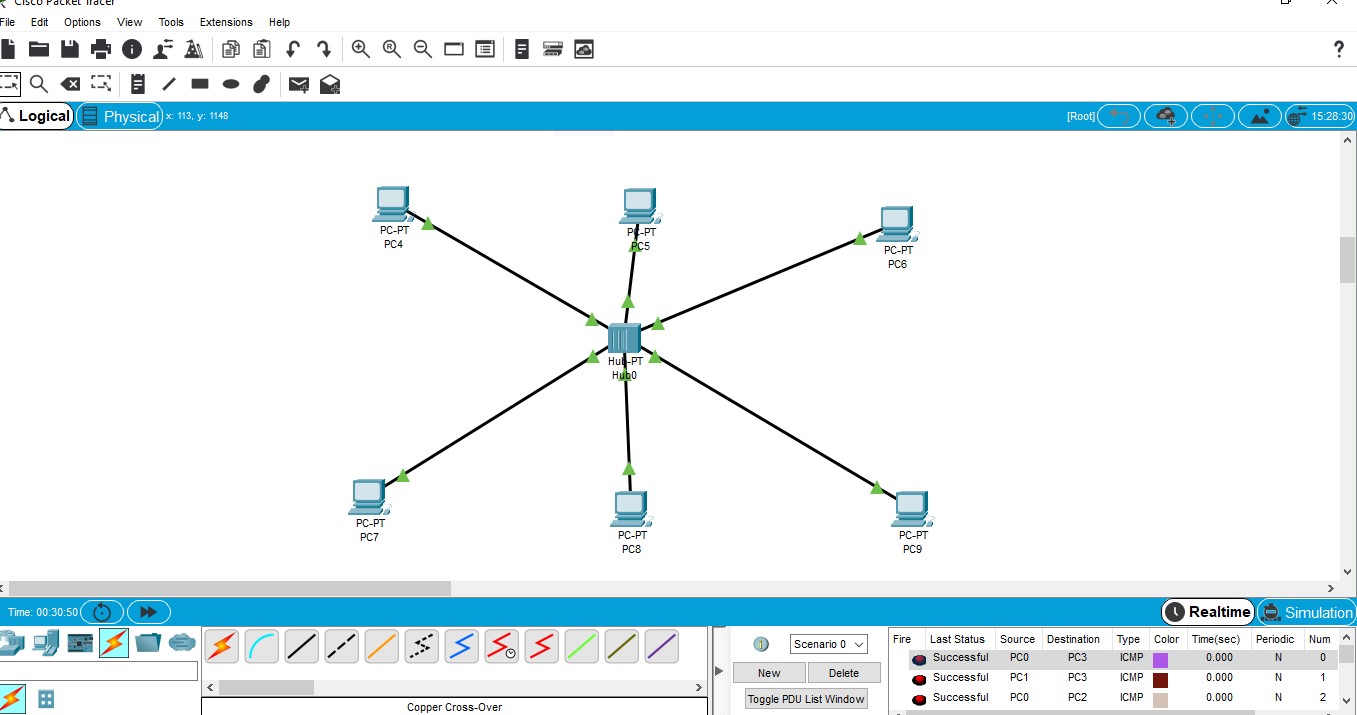 Cisco Packet Tracer
File Edit Options View Tools Extensions Help
R
?
Logical Physical x: 113, y: 1148 [Root] 15:28:30
PC-PT
PC4
PC-PT
PC5
PC-PT
PC6
Hub-PT
Hub0
PC-PT
PC7
PC-PT
PC8
PC-PT
PC9
Time: 00:30:50 Realtime Simulation
Scenario 0
New Delete
Toggle PDU List Window
Copper Cross-Over
Fire Last Status Source Destination Type Color Time(sec) Periodic Num
Successful PC0 PC3 ICMP 0.000 N 0
Successful PC1 PC3 ICMP 0.000 N 1
Successful PC0 PC2 ICMP 0.000 N 2